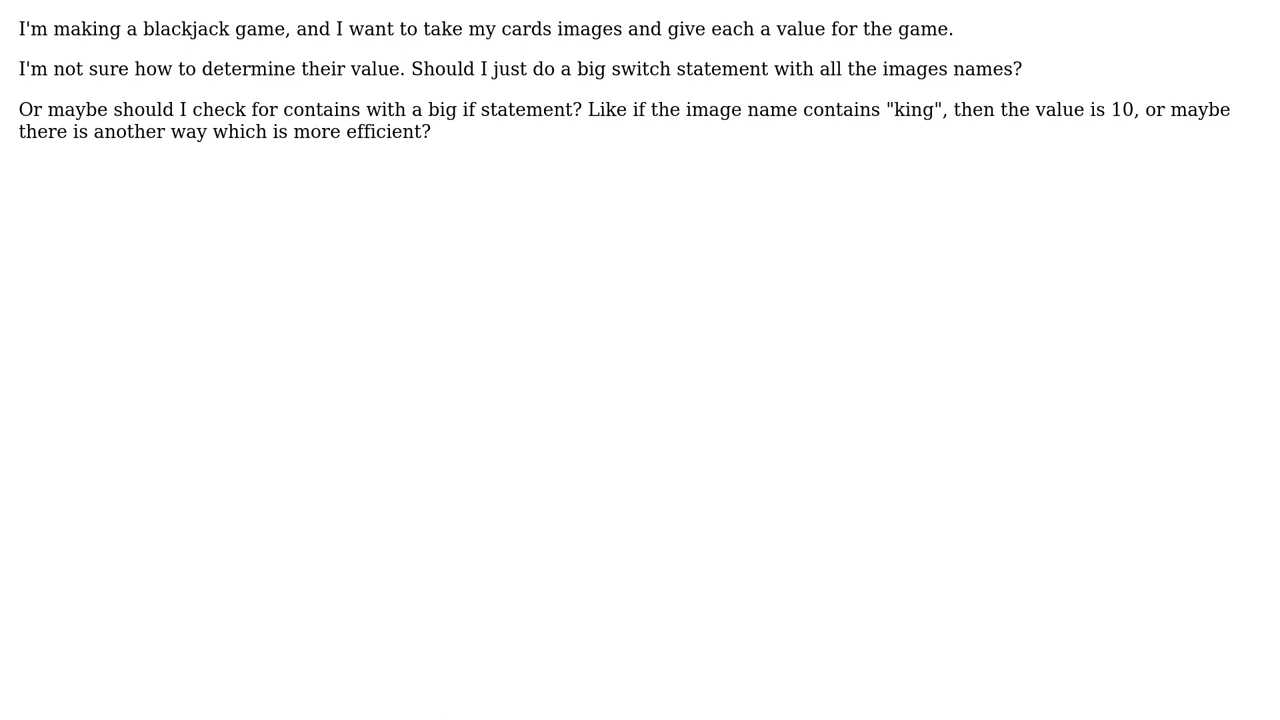 I'm making a blackjack game, and I want to take my cards images and give each a value for the game.
I'm not sure how to determine their value. Should I just do a big switch statement with all the images names?
Or maybe should I check for contains with a big if statement? Like if the image name contains "king", then the value is 10, or maybe
there is another way which is more efficient?